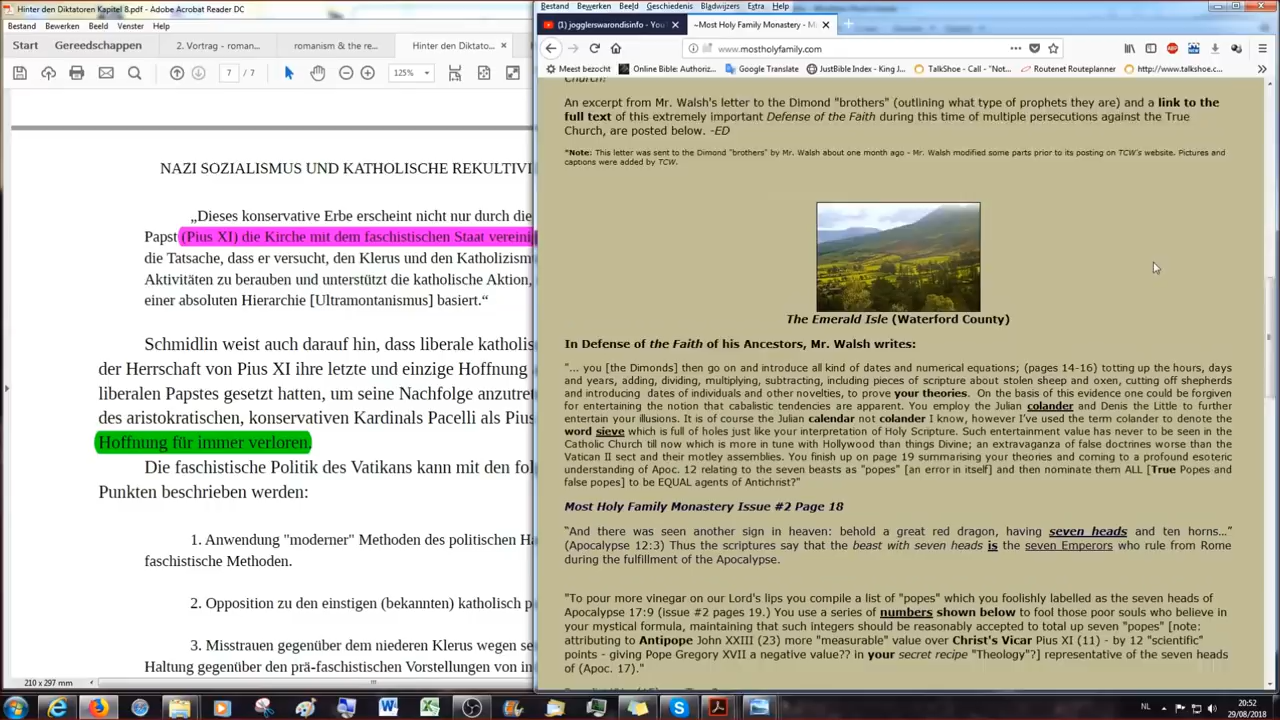 Hinter den Diktatoren Kapitel 8.pdf - Adobe Acrobat Reader DC
Bestand Bewerken Beeld Venster Help
Start Gereedschappen 2. Vortrag - roman... romanism & the re... Hinter den Diktato... ×
7 / 7 125%
NAZI SOZIALISMUS UND KATHOLISCHE REKULTIVI
„Dieses konservative Erbe erscheint nicht nur durch die
Papst (Pius XI) die Kirche mit dem faschistischen Staat vereini
die Tatsache, dass er versucht, den Klerus und den Katholizism
Aktivitäten zu berauben und unterstützt die katholische Aktion,
einer absoluten Hierarchie [Ultramontanismus] basiert.“
Schmidlin weist auch darauf hin, dass liberale katholis
der Herrschaft von Pius XI ihre letzte und einzige Hoffnung
liberalen Papstes gesetzt hatten, um seine Nachfolge anzutre
des aristokratischen, konservativen Kardinals Pacelli als Pius
Hoffnung für immer verloren.
Die faschistische Politik des Vatikans kann mit den fol
Punkten beschrieben werden:
1. Anwendung "moderner" Methoden des politischen Ha
faschistische Methoden.
2. Opposition zu den einstigen (bekannten) katholisch p
3. Misstrauen gegenüber dem niederen Klerus wegen se
Haltung gegenüber den prä-faschistischen Vorstellungen von in
210 x 297 mm
Bestand Bewerken Beeld Geschiedenis Bladwijzers Extra Help
(1) jogglerswarondisinfo - You × ~Most Holy Family Monastery - M ×
www.mostholyfamily.com
Meest bezocht Online Bible: Authoriz... Google Translate JustBible Index - King J... TalkShoe - Call - "Not... Routenet Routeplanner http://www.talkshoe.c...
Church!
An excerpt from Mr. Walsh's letter to the Dimond "brothers" (outlining what type of prophets they are) and a link to the
full text of this extremely important Defense of the Faith during this time of multiple persecutions against the True
Church, are posted below. -ED
*Note: This letter was sent to the Dimond "brothers" by Mr. Walsh about one month ago - Mr. Walsh modified some parts prior to its posting on TCW's website. Pictures and
captions were added by TCW.
The Emerald Isle (Waterford County)
In Defense of the Faith of his Ancestors, Mr. Walsh writes:
"... you [the Dimonds] then go on and introduce all kind of dates and numerical equations; (pages 14-16) totting up the hours, days
and years, adding, dividing, multiplying, subtracting, including pieces of scripture about stolen sheep and oxen, cutting off shepherds
and introducing dates of individuals and other novelties, to prove your theories. On the basis of this evidence one could be forgiven
for entertaining the notion that cabalistic tendencies are apparent. You employ the Julian colander and Denis the Little to further
entertain your illusions. It is of course the Julian calendar not colander I know, however I've used the term colander to denote the
word sieve which is full of holes just like your interpretation of Holy Scripture. Such entertainment value has never to be seen in the
Catholic Church till now which is more in tune with Hollywood than things Divine; an extravaganza of false doctrines worse than the
Vatican II sect and their motley assemblies. You finish up on page 19 summarising your theories and coming to a profound esoteric
understanding of Apoc. 12 relating to the seven beasts as "popes" [an error in itself] and then nominate them ALL [True Popes and
false popes] to be EQUAL agents of Antichrist?"
Most Holy Family Monastery Issue #2 Page 18
"And there was seen another sign in heaven: behold a great red dragon, having seven heads and ten horns..."
(Apocalypse 12:3) Thus the scriptures say that the beast with seven heads is the seven Emperors who rule from Rome
during the fulfillment of the Apocalypse.
"To pour more vinegar on our Lord's lips you compile a list of "popes" which you foolishly labelled as the seven heads of
Apocalypse 17:9 (issue #2 pages 19.) You use a series of numbers shown below to fool those poor souls who believe in
your mystical formula, maintaining that such integers should be reasonably accepted to total up seven "popes" [note:
attributing to Antipope John XXIII (23) more "measurable" value over Christ's Vicar Pius XI (11) - by 12 "scientific"
points - giving Pope Gregory XVII a negative value?? in your secret recipe "Theology"?] representative of the seven heads
of (Apoc. 17)."
NL 20:52
29/08/2018